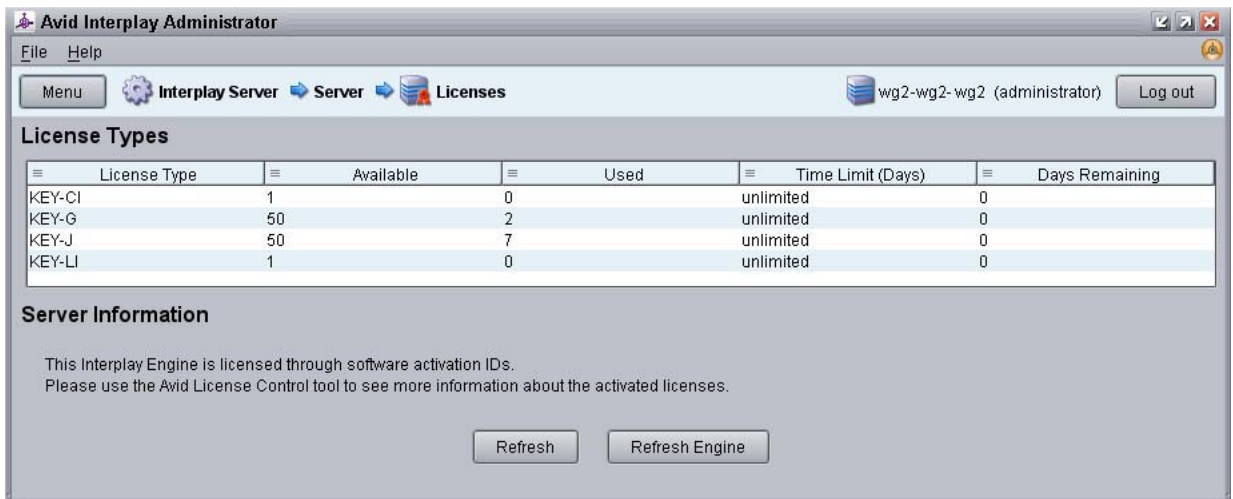 Avid Interplay Administrator
File Help
Menu Interplay Server Server Licenses wg2-wg2-wg2 (administrator) Log out
License Types
License Type Available Used Time Limit (Days) Days Remaining
KEY-CI 1 0 unlimited 0
KEY-G 50 2 unlimited 0
KEY-J 50 7 unlimited 0
KEY-LI 1 0 unlimited 0
Server Information
This Interplay Engine is licensed through software activation IDs.
Please use the Avid License Control tool to see more information about the activated licenses.
Refresh Refresh Engine